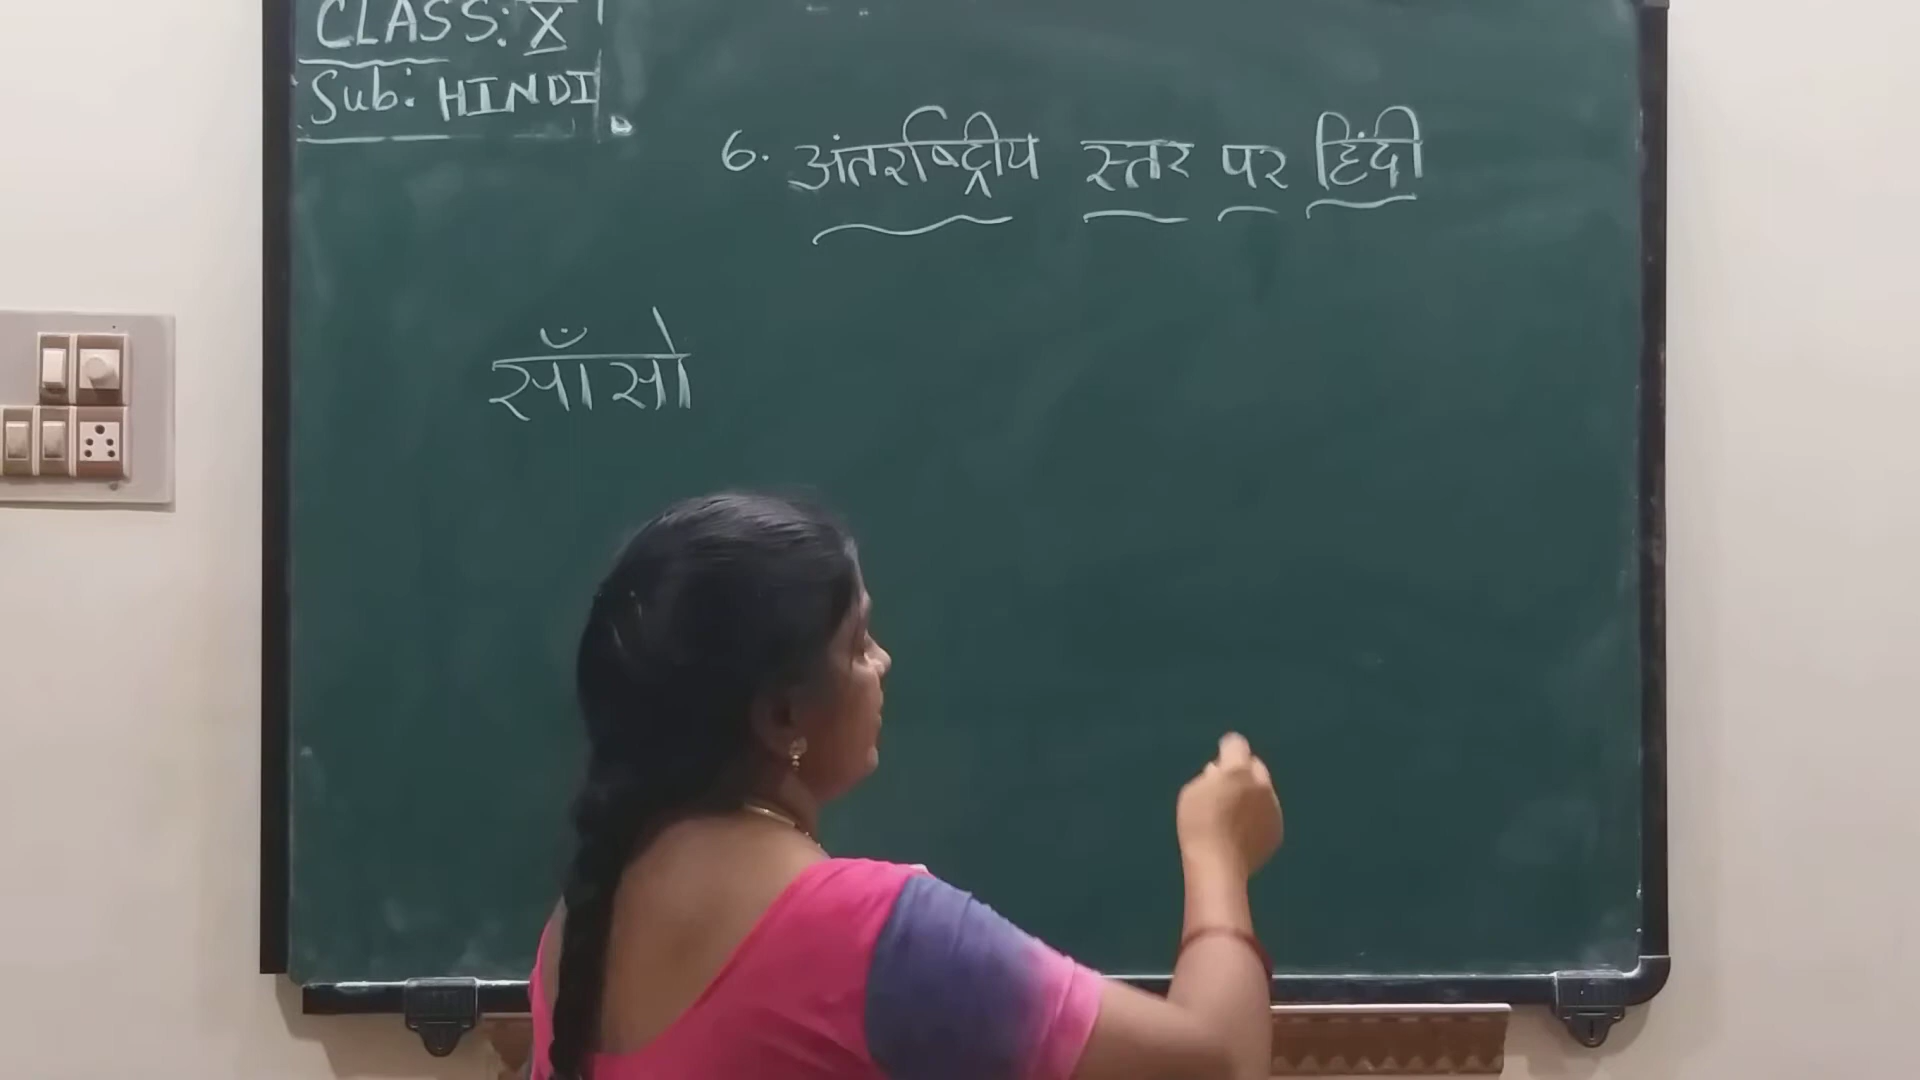 CLASS: X
Sub: HINDI
6. अंतर्राष्ट्रीय स्तर पर हिंदी
साँसो